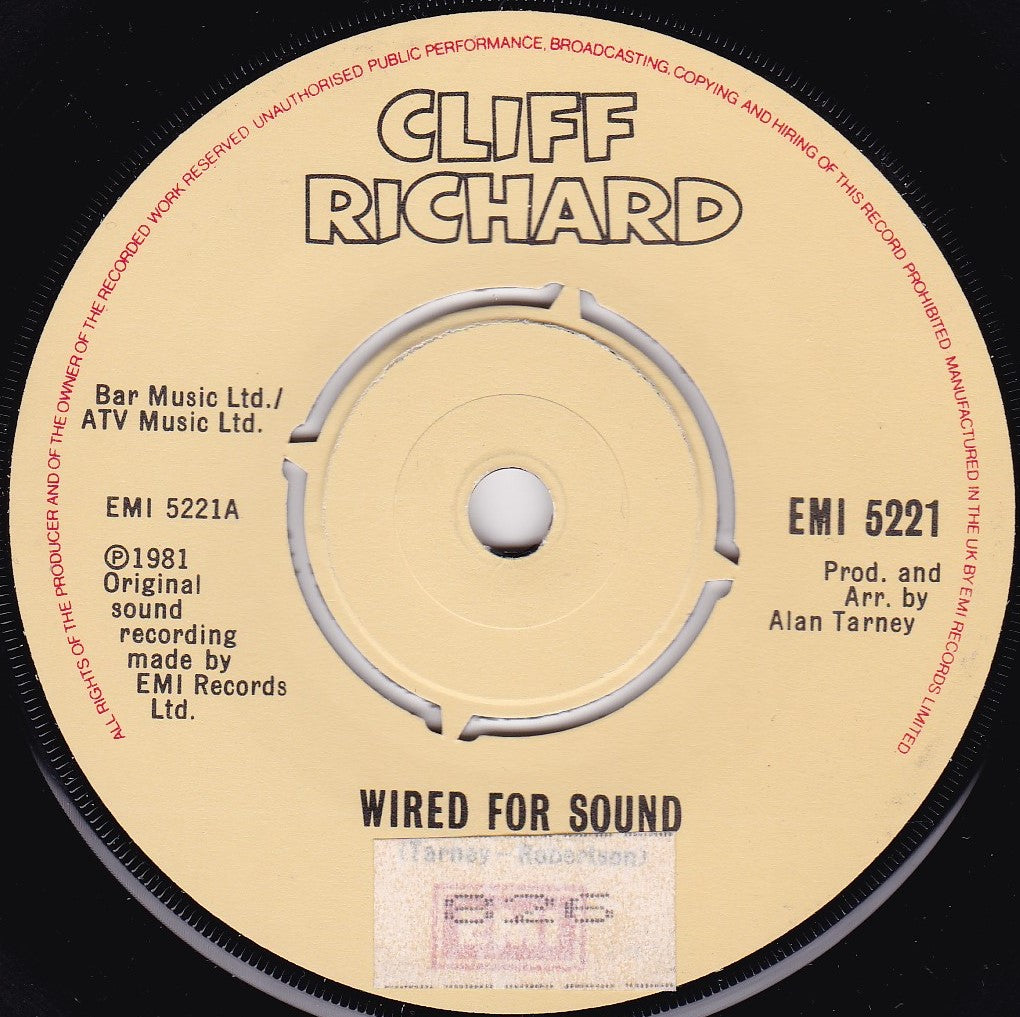 ALL RIGHTS OF THE PRODUCER AND OF THE OWNER OF THE RECORDED WORK RESERVED UNAUTHORISED PUBLIC PERFORMANCE, BROADCASTING, COPYING AND HIRING OF THIS RECORD PROHIBITED MANUFACTURED IN THE UK BY EMI RECORDS LIMITED
CLIFF
RICHARD
Bar Music Ltd./
ATV Music Ltd.
EMI 5221A
℗1981
Original
sound
recording
made by
EMI Records
Ltd.
EMI 5221
Prod. and
Arr. by
Alan Tarney
WIRED FOR SOUND
(Tarney - Robertson)
826